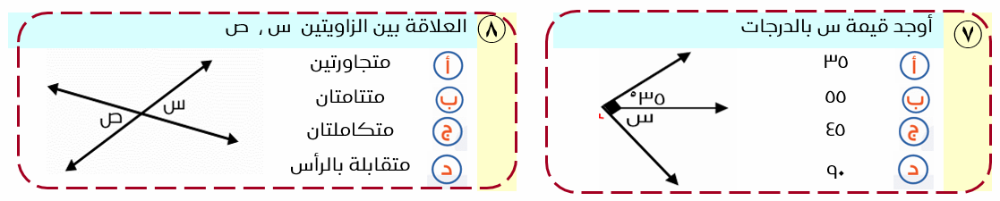 ٧ أوجد قيمة س بالدرجات
أ ٣٥
ب ٥٥
ج ٤٥
د ٩٠
٣٥°
س
٨ العلاقة بين الزاويتين س ، ص
أ متجاورتين
ب متتامتان
ج متكاملتان
د متقابلة بالرأس
س
ص